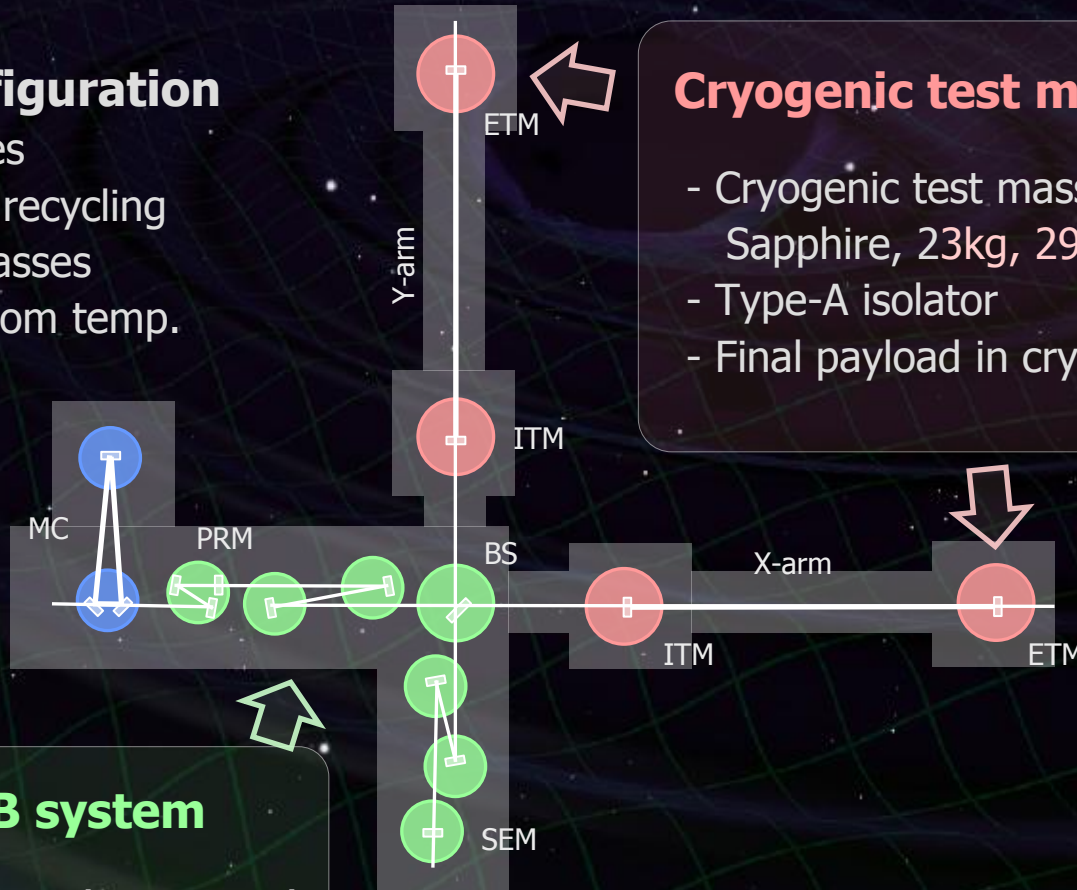 figuration
es
recycling
asses
om temp.
ETM
Cryogenic test m
- Cryogenic test mass
Sapphire, 23kg, 29
- Type-A isolator
- Final payload in cry
Y-arm
ITM
MC
PRM
BS
X-arm
ITM
ETM
B system
SEM